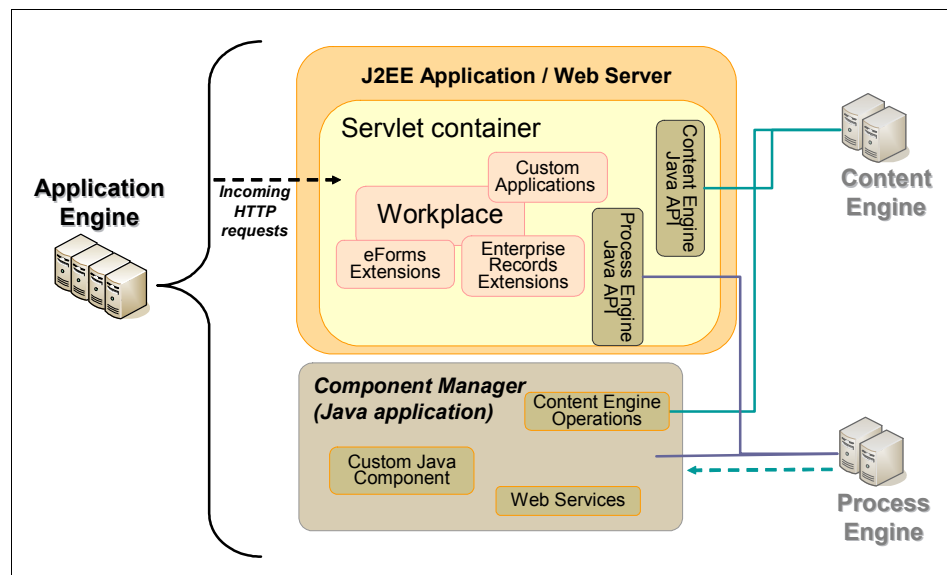 J2EE Application / Web Server
Servlet container
Content Engine
Java API
Custom
Applications
Workplace
Process Engine
Java API
eForms
Extensions
Enterprise
Records
Extensions
Application
Engine
Incoming
HTTP
requests
Content
Engine
Component Manager
(Java application)
Content Engine
Operations
Custom Java
Component
Web Services
Process
Engine